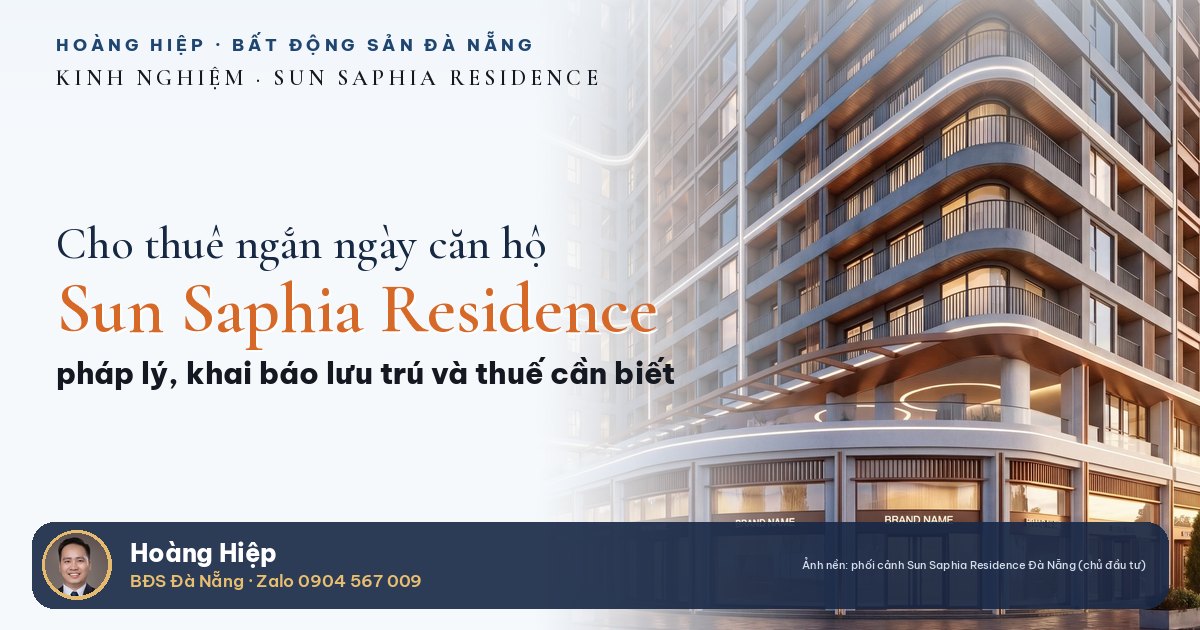 HOÀNG HIỆP · BẤT ĐỘNG SẢN ĐÀ NẴNG
KINH NGHIỆM · SUN SAPHIA RESIDENCE
Cho thuê ngắn ngày căn hộ
Sun Saphia Residence
pháp lý, khai báo lưu trú và thuế cần biết
BRAND NAME
BRAND NAME
Hoàng Hiệp
BĐS Đà Nẵng · Zalo 0904 567 009
Ảnh nền: phối cảnh Sun Saphia Residence Đà Nẵng (chủ đầu tư)